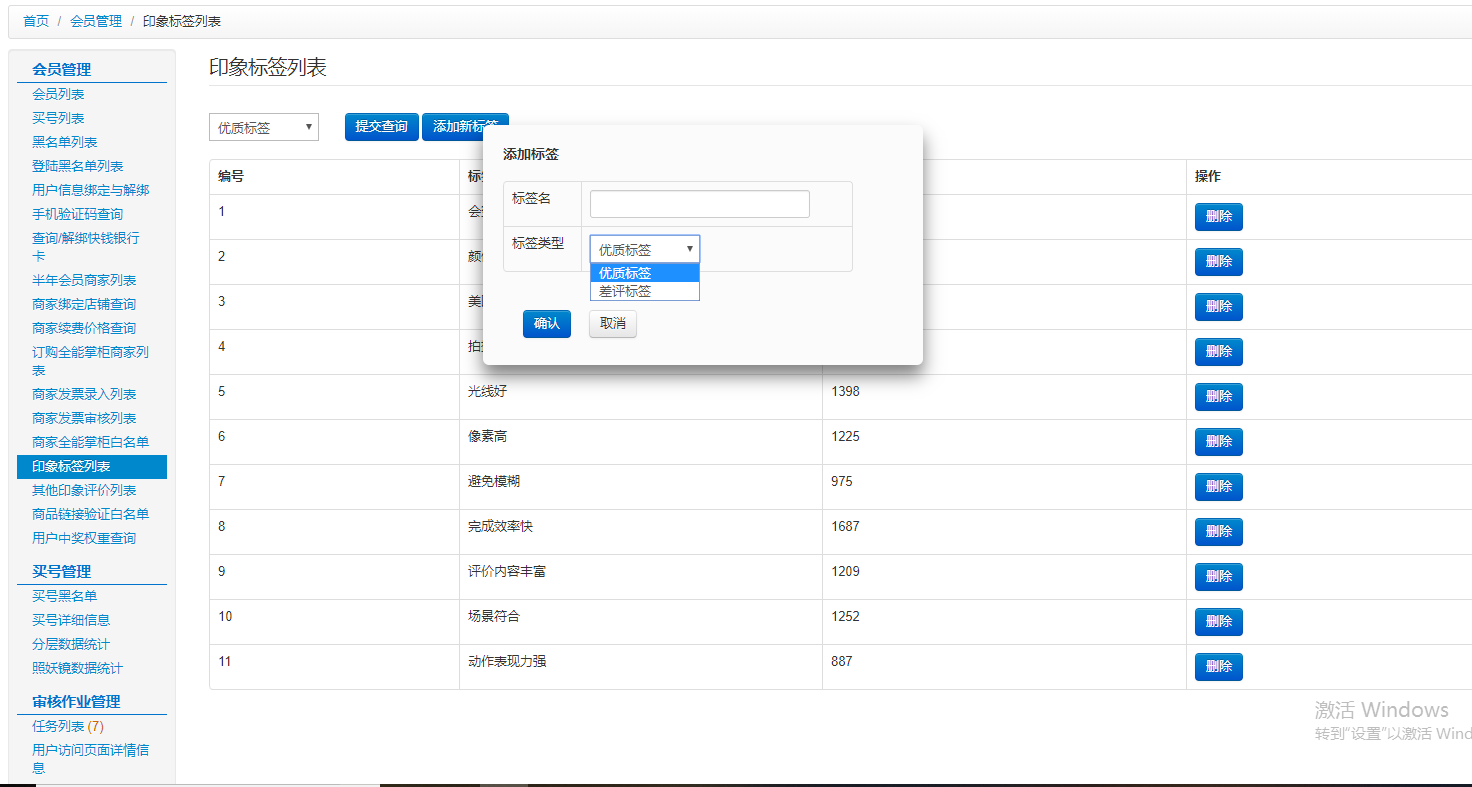 首页 / 会员管理 / 印象标签列表
会员管理
会员列表
买号列表
黑名单列表
登陆黑名单列表
用户信息绑定与解绑
手机验证码查询
查询/解绑快钱银行
卡
半年会员商家列表
商家绑定店铺查询
商家续费价格查询
订购全能掌柜商家列
表
商家发票录入列表
商家发票审核列表
商家全能掌柜白名单
印象标签列表
其他印象评价列表
商品链接验证白名单
用户中奖权重查询
买号管理
买号黑名单
买号详细信息
分层数据统计
照妖镜数据统计
审核作业管理
任务列表 (7)
用户访问页面详情信
息
印象标签列表
优质标签 提交查询 添加新标签
编号 标 操作
1 会 删除
2 颜 删除
3 美 删除
4 拍 删除
5 光线好 1398 删除
6 像素高 1225 删除
7 避免模糊 975 删除
8 完成效率快 1687 删除
9 评价内容丰富 1209 删除
10 场景符合 1252 删除
11 动作表现力强 887 删除
添加标签
标签名
标签类型 优质标签
优质标签
差评标签
确认 取消
激活 Windows
转到"设置"以激活 Wind